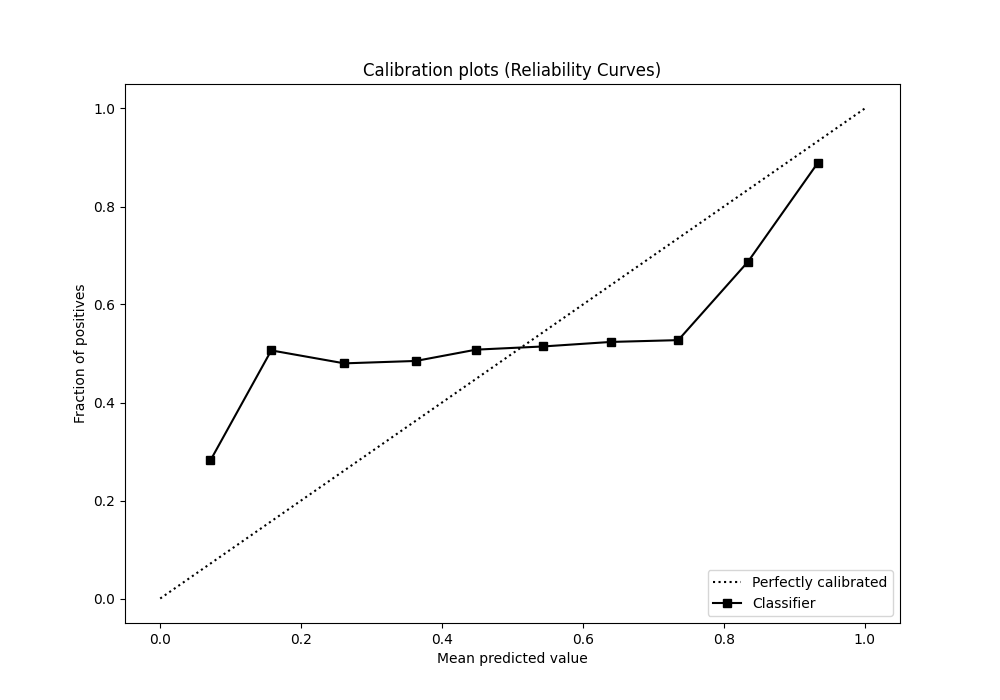 Calibration plots (Reliability Curves)
1.0
0.8
0.6
0.4
0.2
0.0
Fraction of positives
0.0 0.2 0.4 0.6 0.8 1.0
Mean predicted value
Perfectly calibrated
Classifier